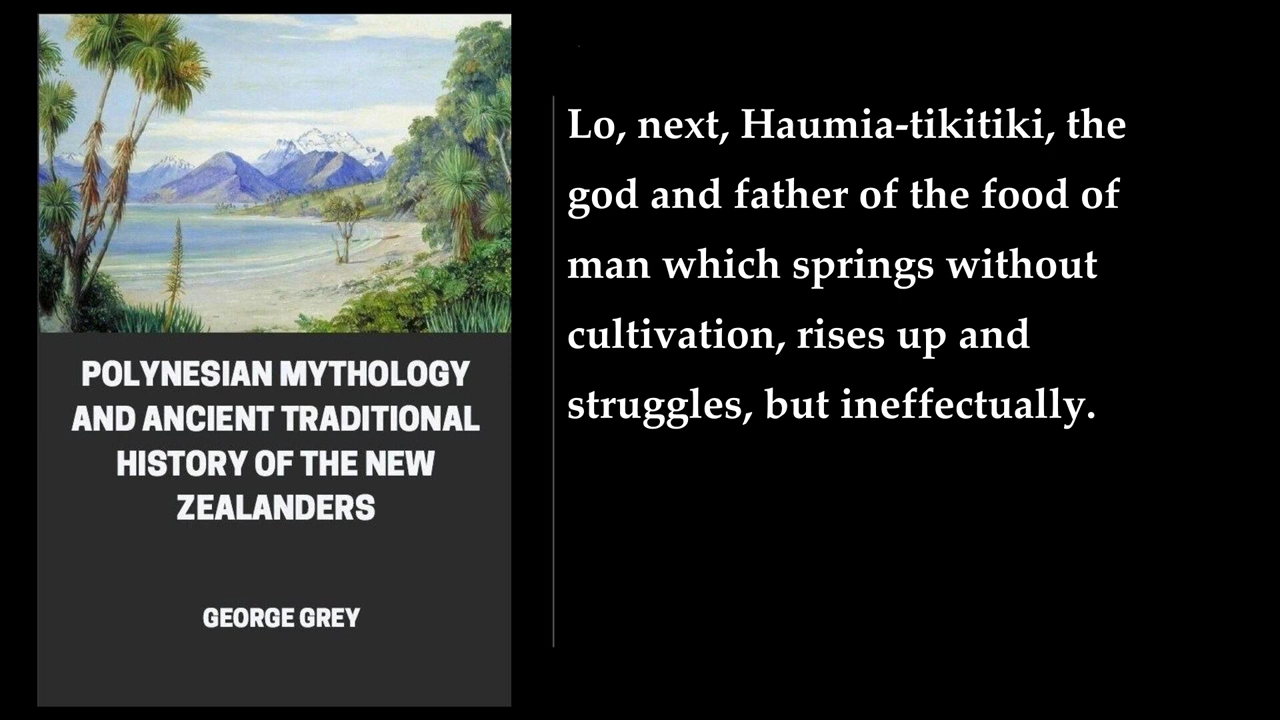 POLYNESIAN MYTHOLOGY
AND ANCIENT TRADITIONAL
HISTORY OF THE NEW
ZEALANDERS
GEORGE GREY
Lo, next, Haumia-tikitiki, the
god and father of the food of
man which springs without
cultivation, rises up and
struggles, but ineffectually.